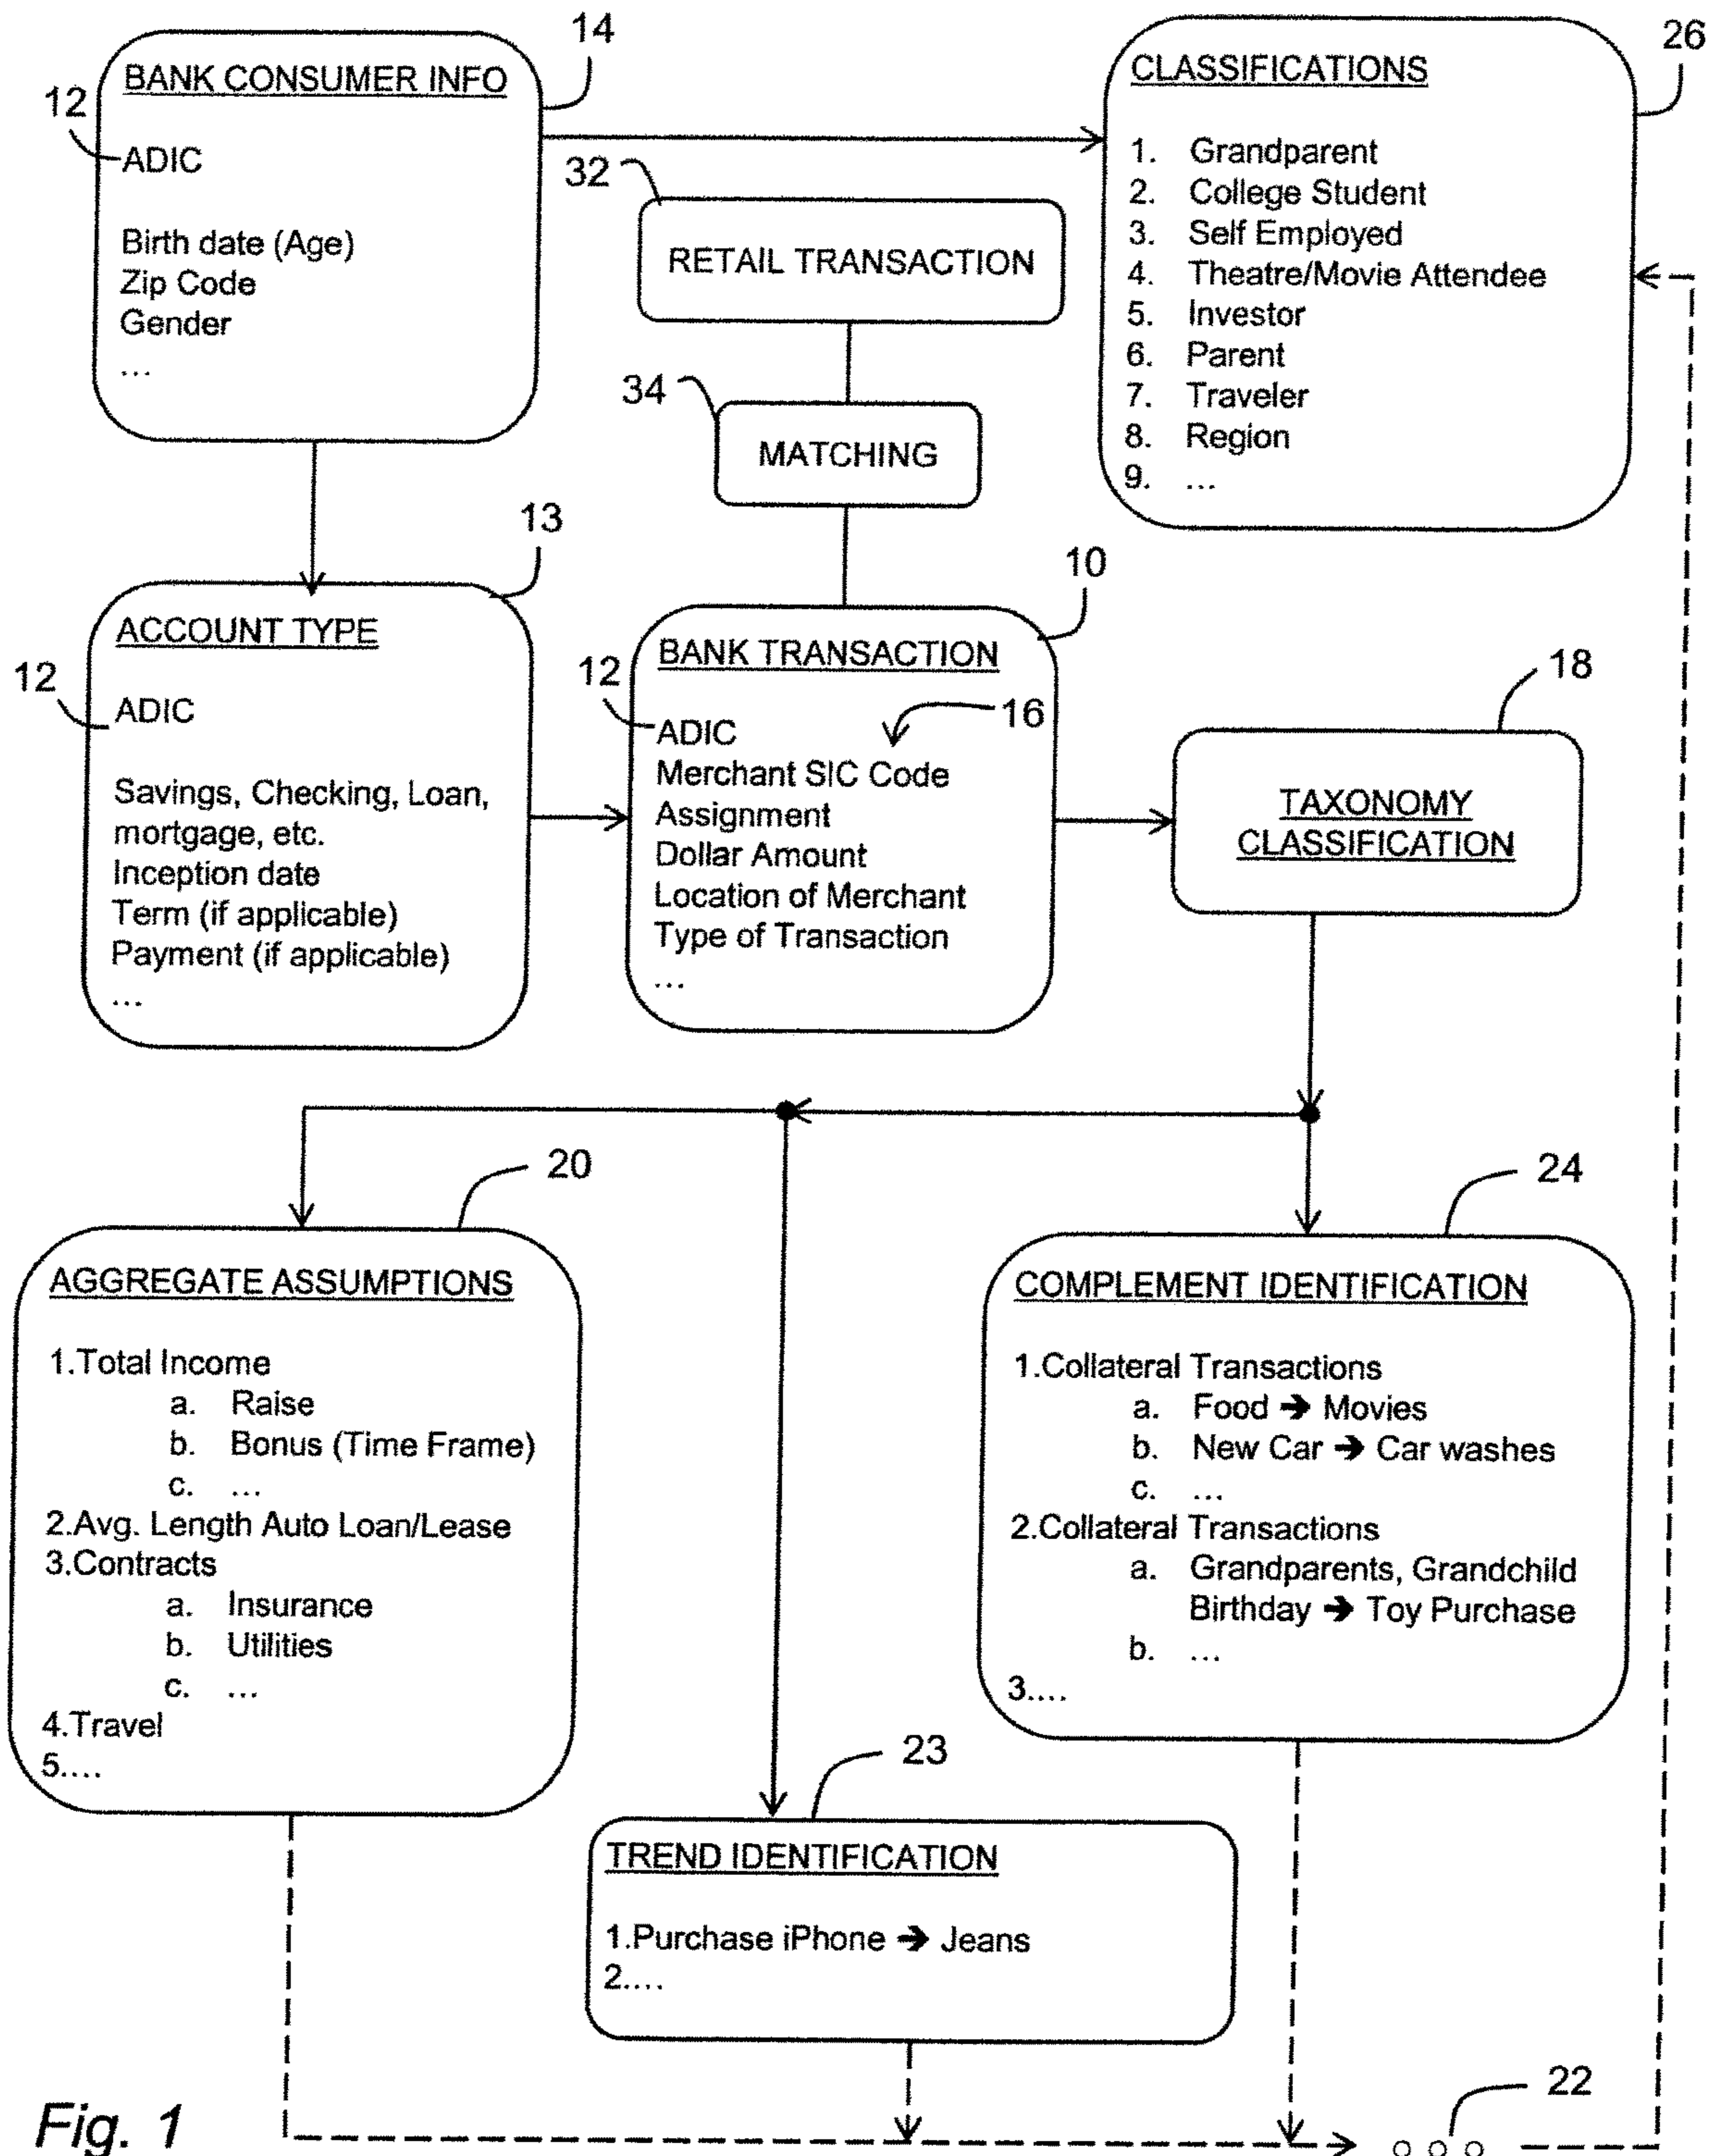 14
BANK CONSUMER INFO
12
ADIC
Birth date (Age)
Zip Code
Gender
...
26
CLASSIFICATIONS
1. Grandparent
2. College Student
3. Self Employed
4. Theatre/Movie Attendee
5. Investor
6. Parent
7. Traveler
8. Region
9. ...
32
RETAIL TRANSACTION
34
MATCHING
13
ACCOUNT TYPE
12
ADIC
Savings, Checking, Loan,
mortgage, etc.
Inception date
Term (if applicable)
Payment (if applicable)
...
10
BANK TRANSACTION
12
ADIC
16
Merchant SIC Code
Assignment
Dollar Amount
Location of Merchant
Type of Transaction
...
18
TAXONOMY
CLASSIFICATION
20
AGGREGATE ASSUMPTIONS
1.Total Income
a. Raise
b. Bonus (Time Frame)
c. ...
2.Avg. Length Auto Loan/Lease
3.Contracts
a. Insurance
b. Utilities
c. ...
4.Travel
5....
24
COMPLEMENT IDENTIFICATION
1.Collateral Transactions
a. Food ➔ Movies
b. New Car ➔ Car washes
c. ...
2.Collateral Transactions
a. Grandparents, Grandchild
Birthday ➔ Toy Purchase
b. ...
3....
23
TREND IDENTIFICATION
1.Purchase iPhone ➔ Jeans
2....
22
Fig. 1